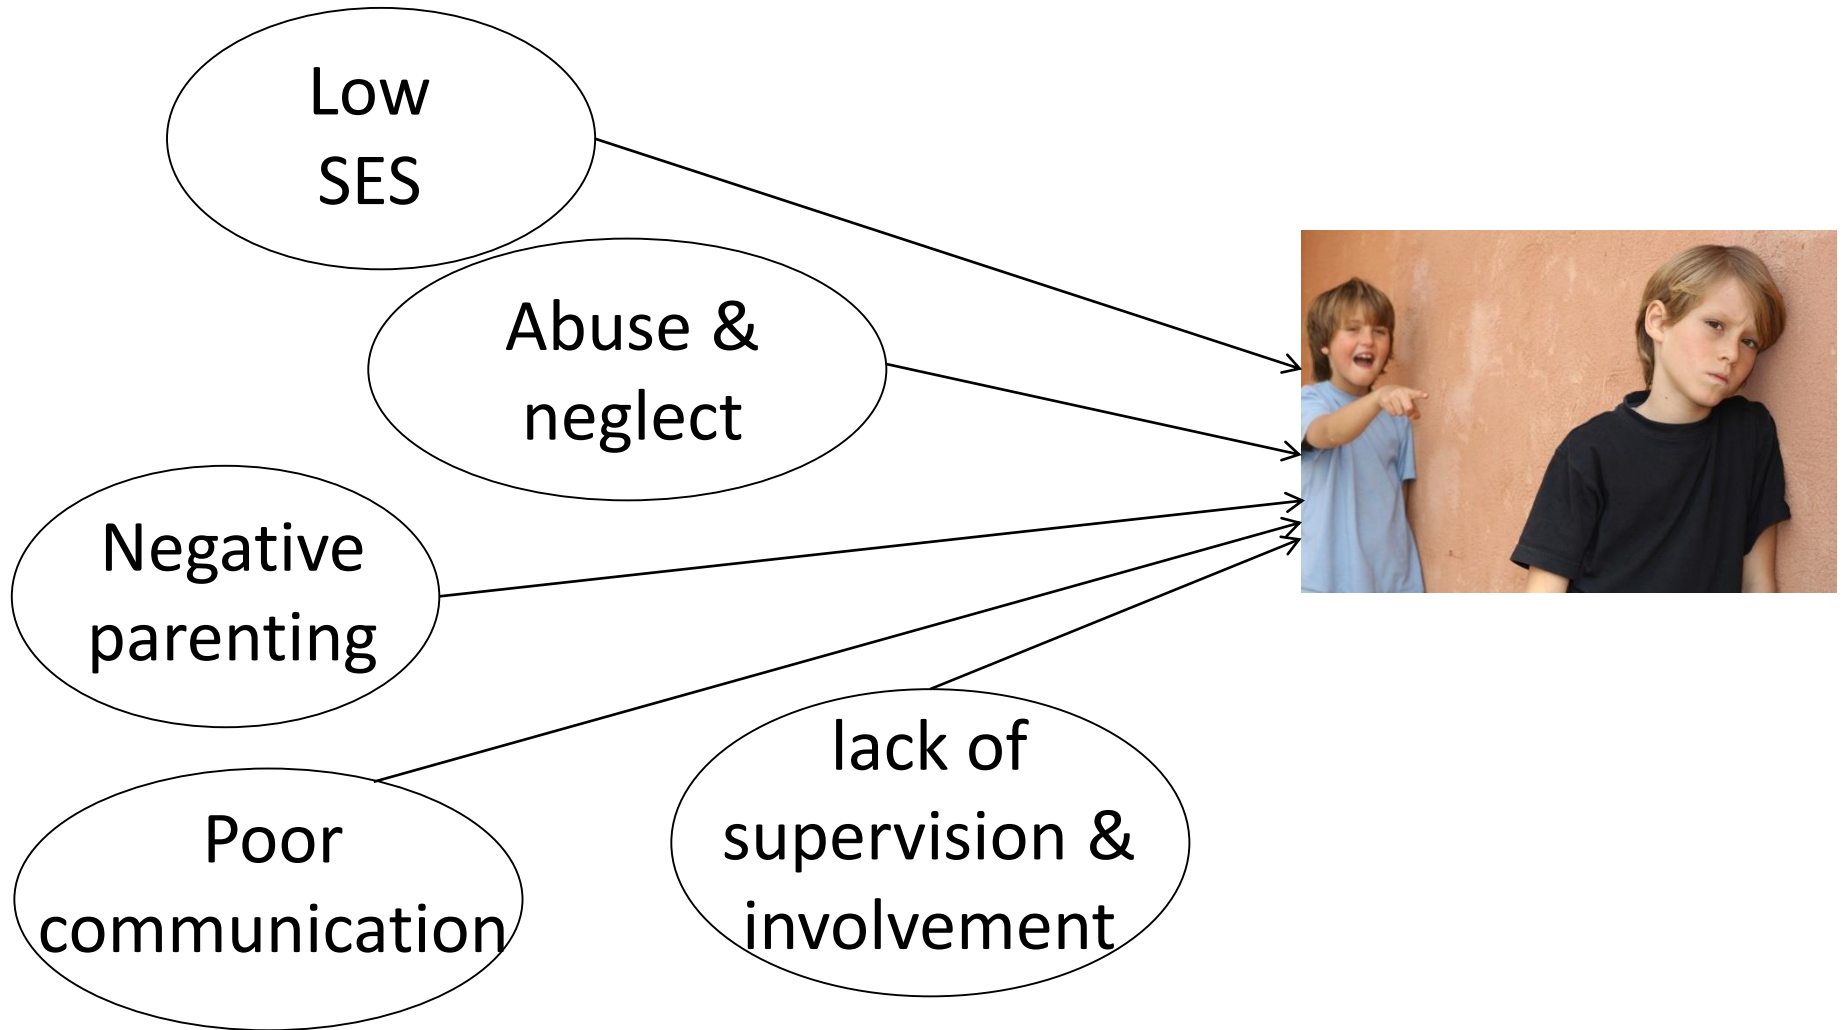 Low
SES
Abuse &
neglect
Negative
parenting
Poor
communication
lack of
supervision &
involvement